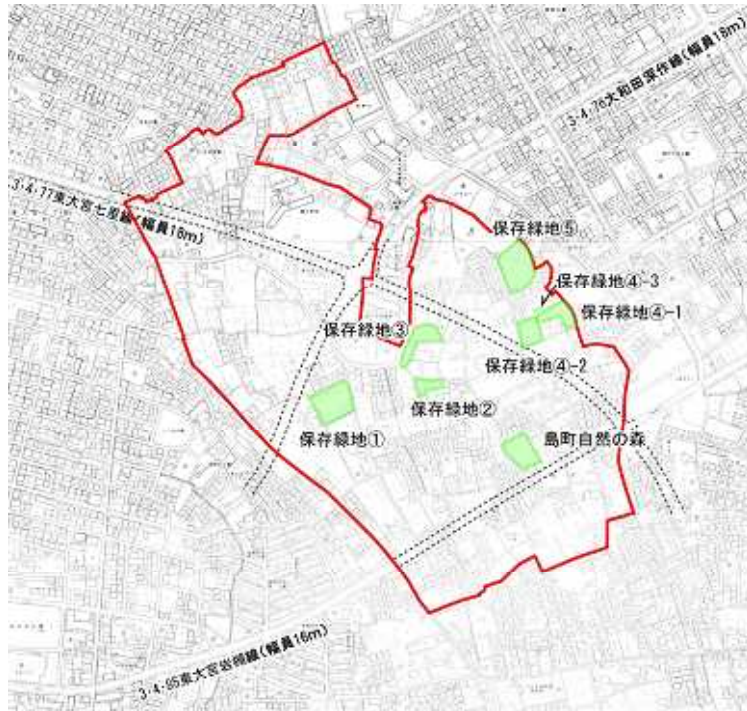 3・4・76大和田深作線(幅員18m)
3・4・77東大宮七里線(幅員18m)
保存緑地⑤
保存緑地④-3
保存緑地④-1
保存緑地③
保存緑地④-2
保存緑地②
保存緑地①
島町自然の森
3・4・95東大宮岩槻線(幅員16m)